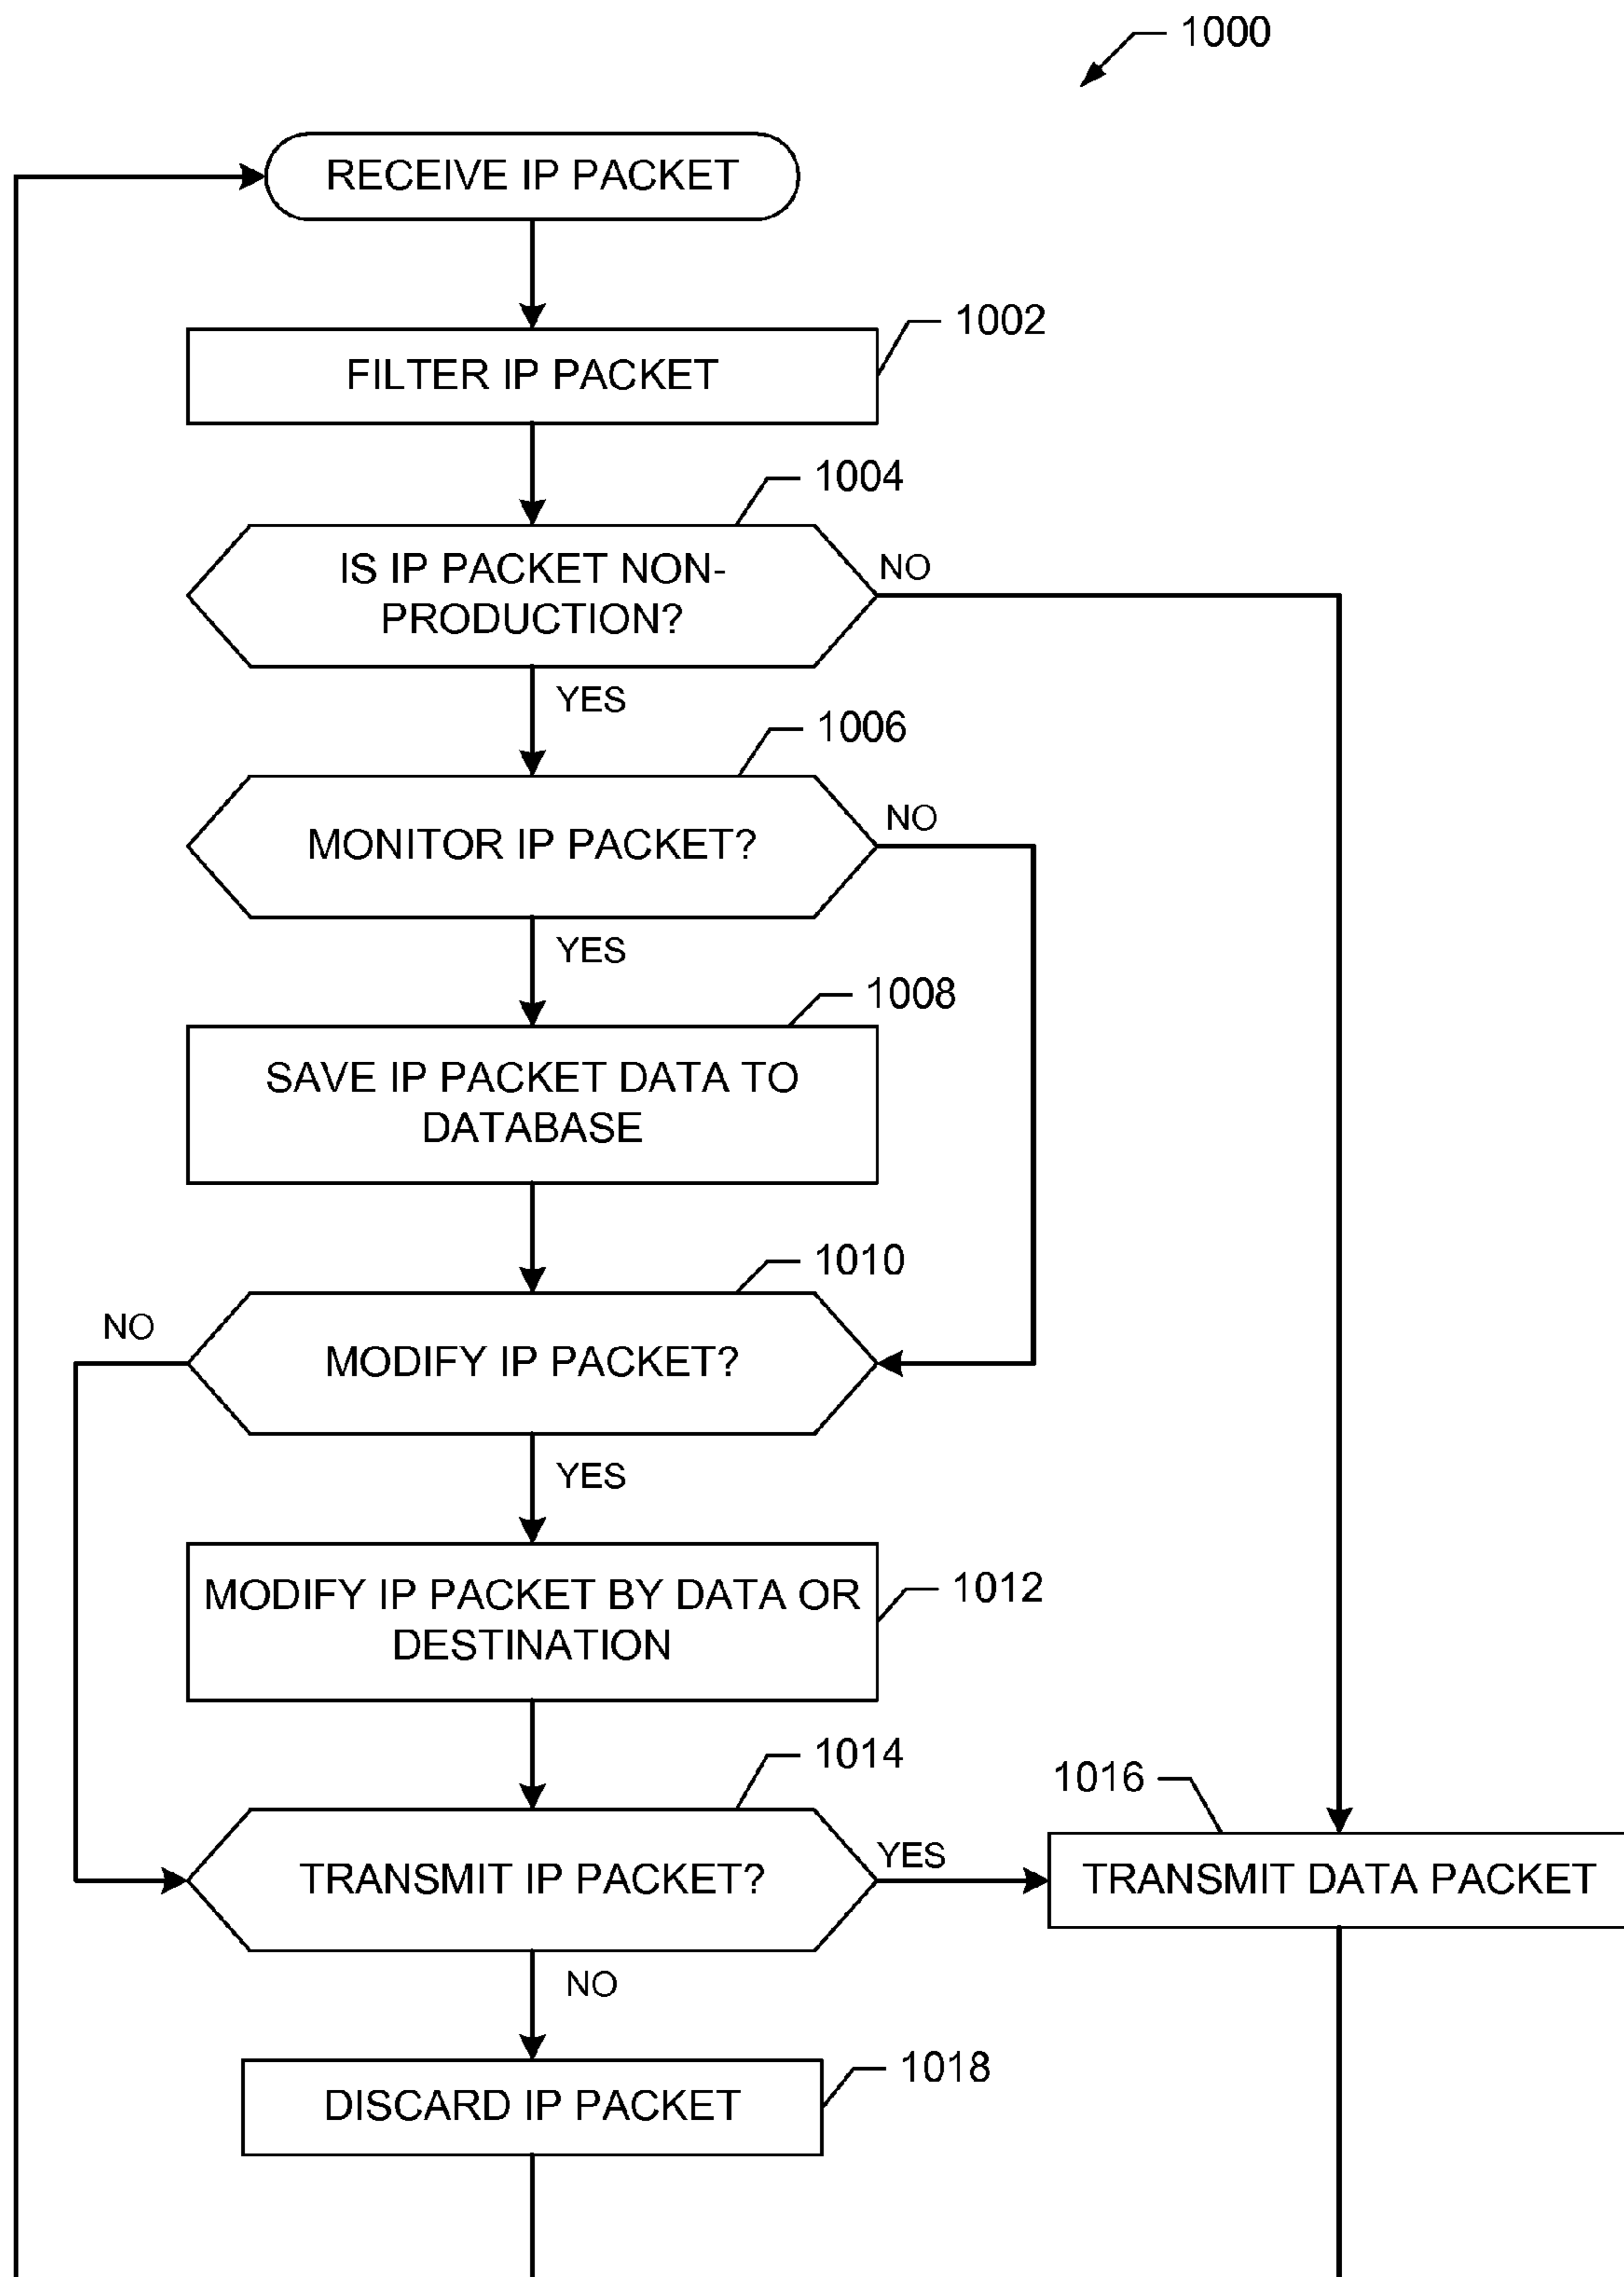 1000
RECEIVE IP PACKET
1002
FILTER IP PACKET
1004
IS IP PACKET NON-
PRODUCTION?
NO
YES
1006
MONITOR IP PACKET?
NO
YES
1008
SAVE IP PACKET DATA TO
DATABASE
1010
NO
MODIFY IP PACKET?
YES
MODIFY IP PACKET BY DATA OR
DESTINATION
1012
1014
1016
TRANSMIT IP PACKET?
YES
TRANSMIT DATA PACKET
NO
1018
DISCARD IP PACKET